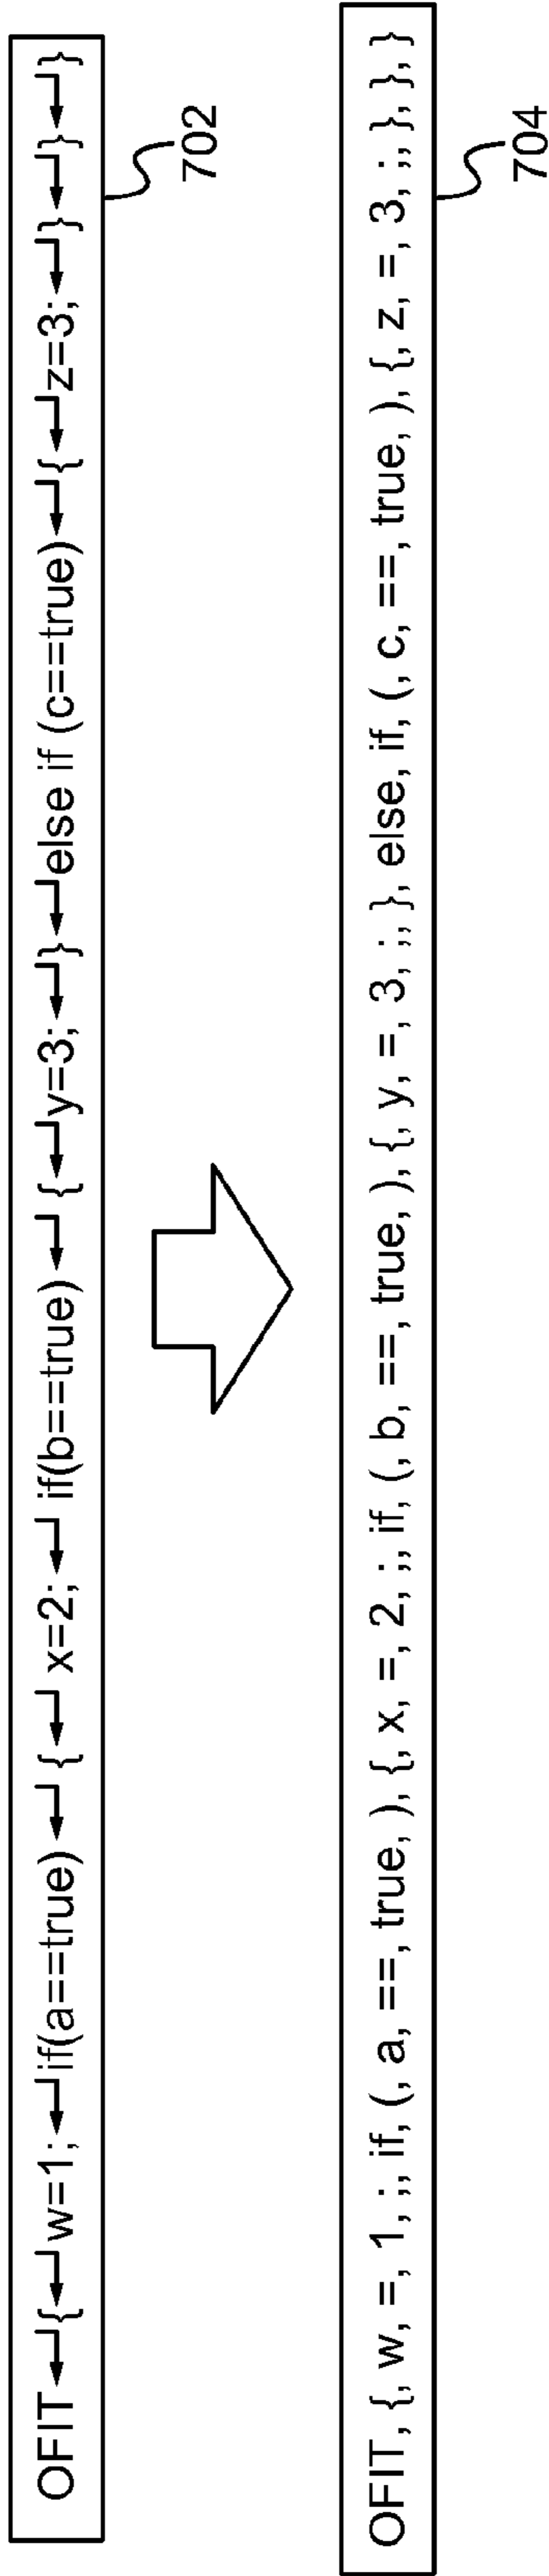 OFIT ↵ { ↵ w=1; ↵ if(a==true) ↵ { ↵ x=2; ↵ if(b==true) ↵ { ↵ y=3; ↵ } ↵ else if (c==true) ↵ { ↵ z=3; ↵ } ↵ } ↵ }
702
OFIT, {, w, =, 1, ;, if, (, a, ==, true, ), {, x, =, 2, ;, if, (, b, ==, true, ), {, y, =, 3, ;, }, else, if, (, c, ==, true, ), {, z, =, 3, ;, }, }, }
704